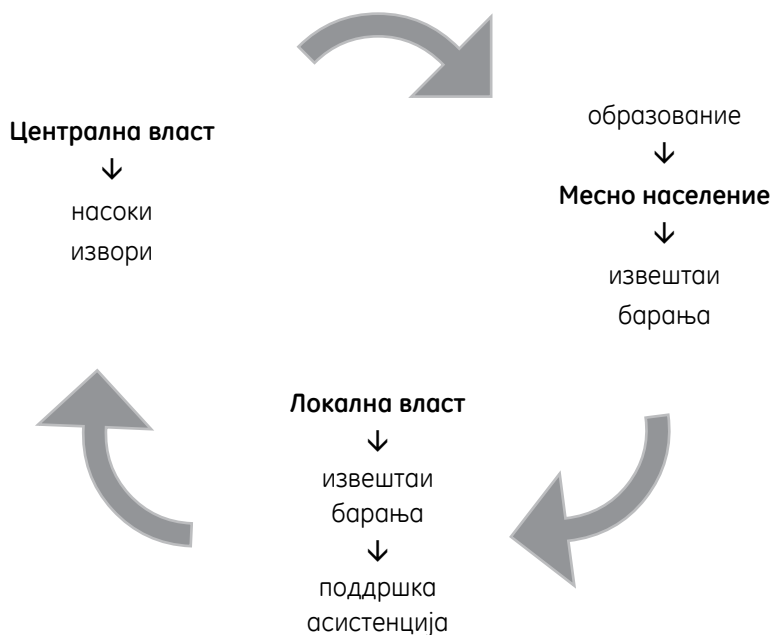 Централна власт
↓
насоки
извори
образование
↓
Месно население
↓
извештаи
барања
Локална власт
↓
извештаи
барања
↓
поддршка
асистенција